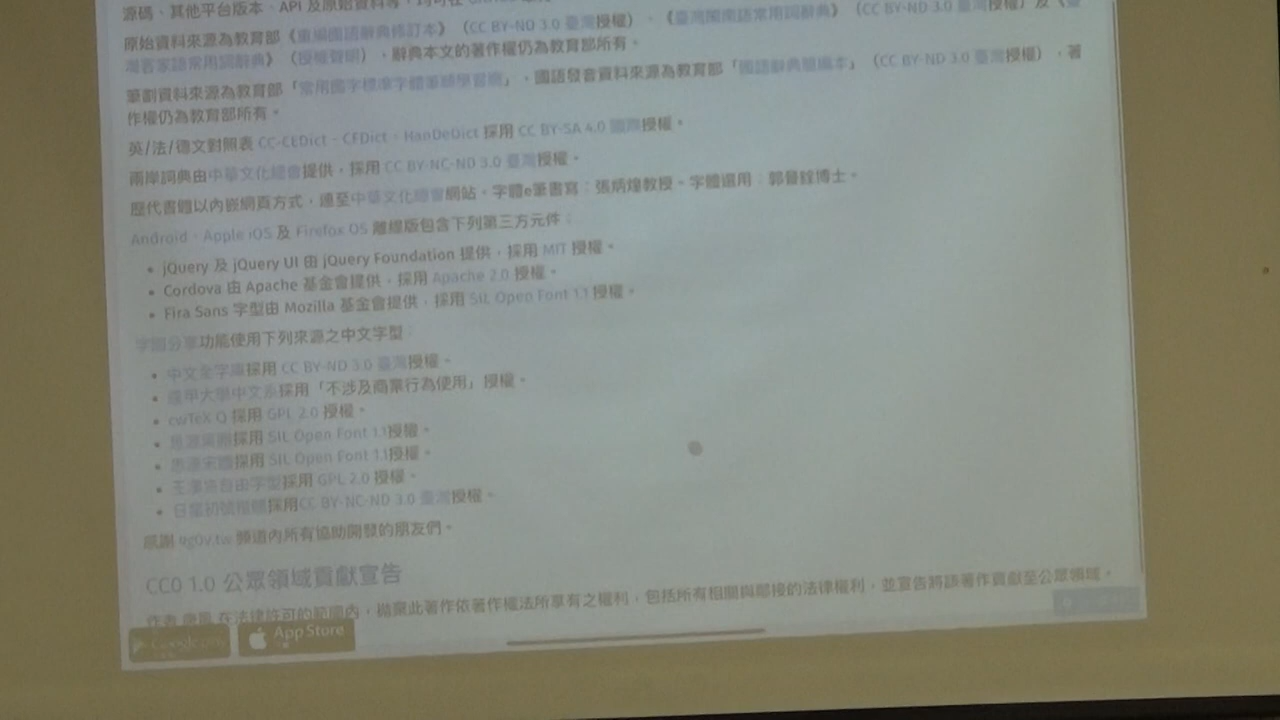 源碼、其他平台版本、API 及原始資料等，均可在
原始資料來源為教育部《重編國語辭典修訂本》（CC BY-ND 3.0 臺灣授權）、《臺灣閩南語常用詞辭典》（CC BY-ND 3.0 臺灣授權）及《臺
灣客家語常用詞辭典》（授權聲明），辭典本文的著作權仍為教育部所有。
筆劃資料來源為教育部「常用國字標準字體筆順學習網」，國語發音資料來源為教育部「國語辭典簡編本」（CC BY-ND 3.0 臺灣授權），著
作權仍為教育部所有。
英/法/德文對照表 CC-CEDict、CFDict、HanDeDict 採用 CC BY-SA 4.0 國際授權。
兩岸詞典由中華文化總會提供，採用 CC BY-NC-ND 3.0 臺灣授權。
歷代書體以內嵌網頁方式，連至中華文化總會網站。字體e筆書寫：張炳煌教授。字體選用：郭晉銓博士。
Android、Apple iOS 及 Firefox OS 離線版包含下列第三方元件：
• jQuery 及 jQuery UI 由 jQuery Foundation 提供，採用 MIT 授權。
• Cordova 由 Apache 基金會提供，採用 Apache 2.0 授權。
• Fira Sans 字型由 Mozilla 基金會提供，採用 SIL Open Font 1.1 授權。
字圖分享功能使用下列來源之中文字型：
• 中文全字庫採用 CC BY-ND 3.0 臺灣授權。
• 逢甲大學中文系採用「不涉及商業行為使用」授權。
• cwTeX Q 採用 GPL 2.0 授權。
• 思源黑體採用 SIL Open Font 1.1授權。
• 思源宋體採用 SIL Open Font 1.1授權。
• 王漢宗自由字型採用 GPL 2.0 授權。
• 日星初號楷體採用CC BY-NC-ND 3.0 臺灣授權。
感謝 #g0v.tw 頻道內所有協助開發的朋友們。
CC0 1.0 公眾領域貢獻宣告
作者 唐鳳 在法律許可的範圍內，拋棄此著作依著作權法所享有之權利，包括所有相關與鄰接的法律權利，並宣告將該著作貢獻至公眾領域。
App Store